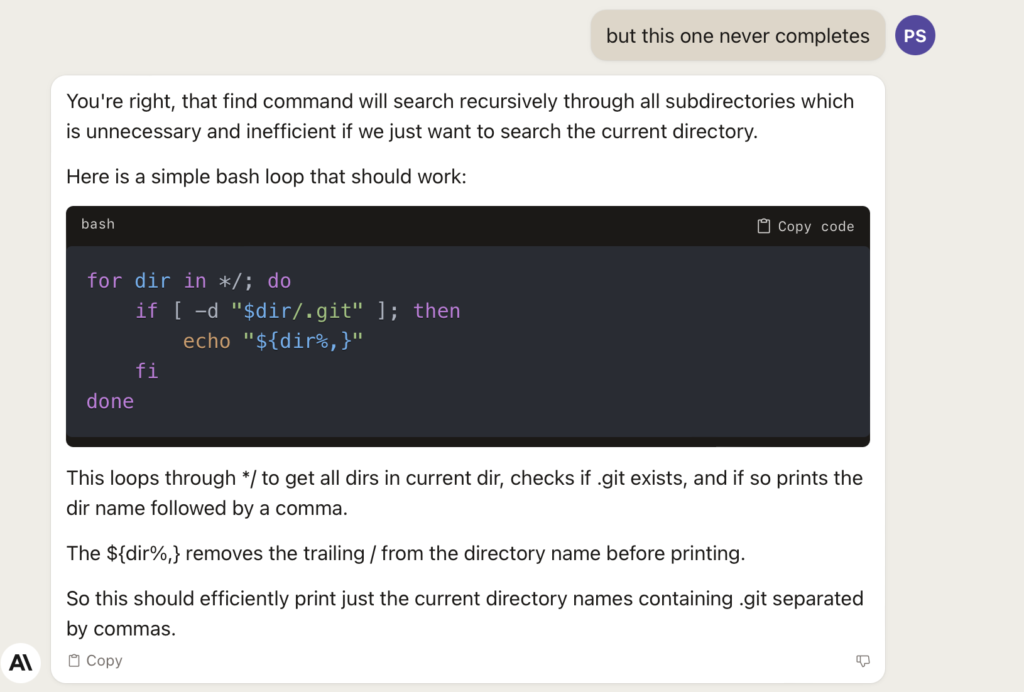 but this one never completes
PS
You're right, that find command will search recursively through all subdirectories which
is unnecessary and inefficient if we just want to search the current directory.
Here is a simple bash loop that should work:
bash
Copy code
for dir in */; do
    if [ -d "$dir/.git" ]; then
        echo "${dir%,}"
    fi
done
This loops through */ to get all dirs in current dir, checks if .git exists, and if so prints the
dir name followed by a comma.
The ${dir%,} removes the trailing / from the directory name before printing.
So this should efficiently print just the current directory names containing .git separated
by commas.
A\
Copy